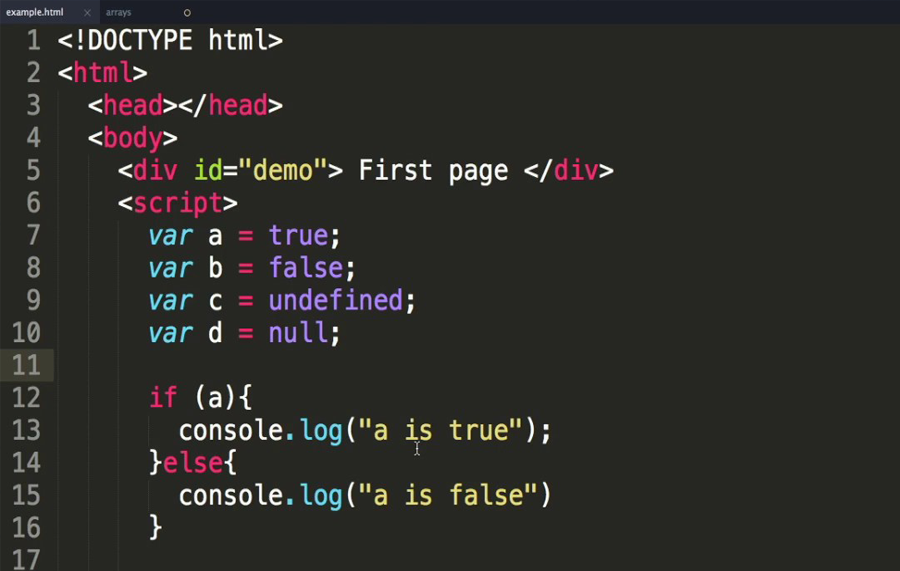 example.html × arrays
1 <!DOCTYPE html>
2 <html>
3 <head></head>
4 <body>
5 <div id="demo"> First page </div>
6 <script>
7 var a = true;
8 var b = false;
9 var c = undefined;
10 var d = null;
11
12 if (a){
13 console.log("a is true");
14 }else{
15 console.log("a is false")
16 }
17